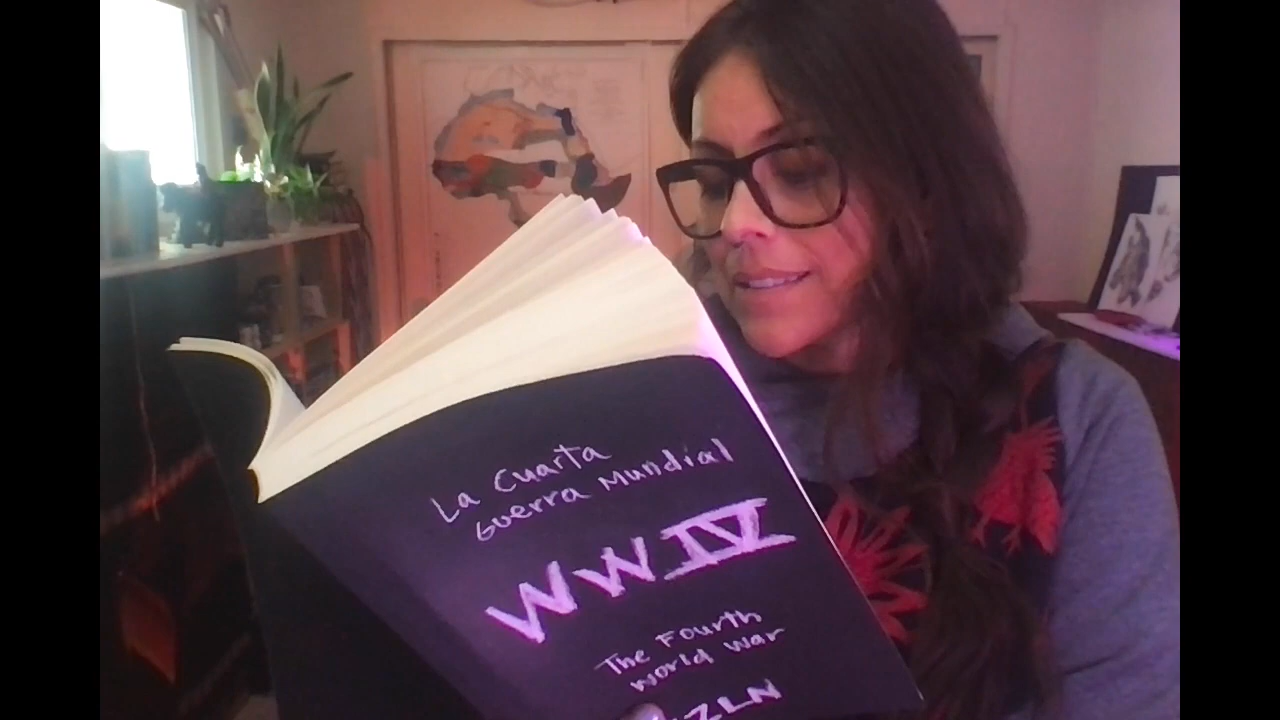 La Cuarta
Guerra Mundial
WWIV
The Fourth
World War
ZLN